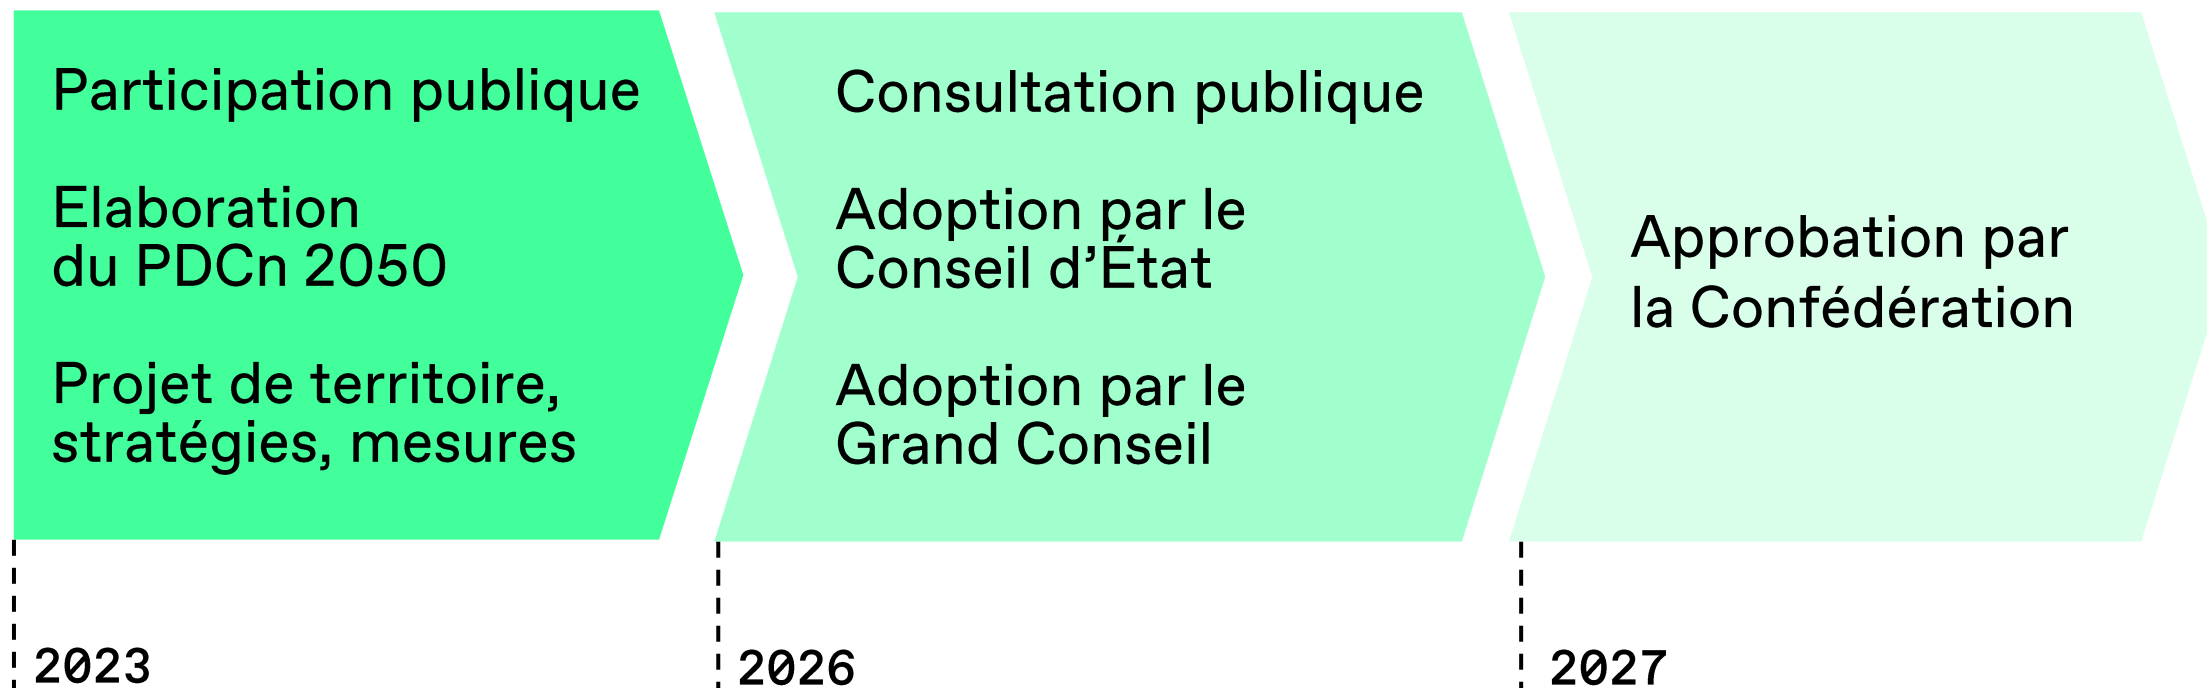 Participation publique
Elaboration
du PDCn 2050
Projet de territoire,
stratégies, mesures
Consultation publique
Adoption par le
Conseil d’État
Adoption par le
Grand Conseil
Approbation par
la Confédération
2023
2026
2027